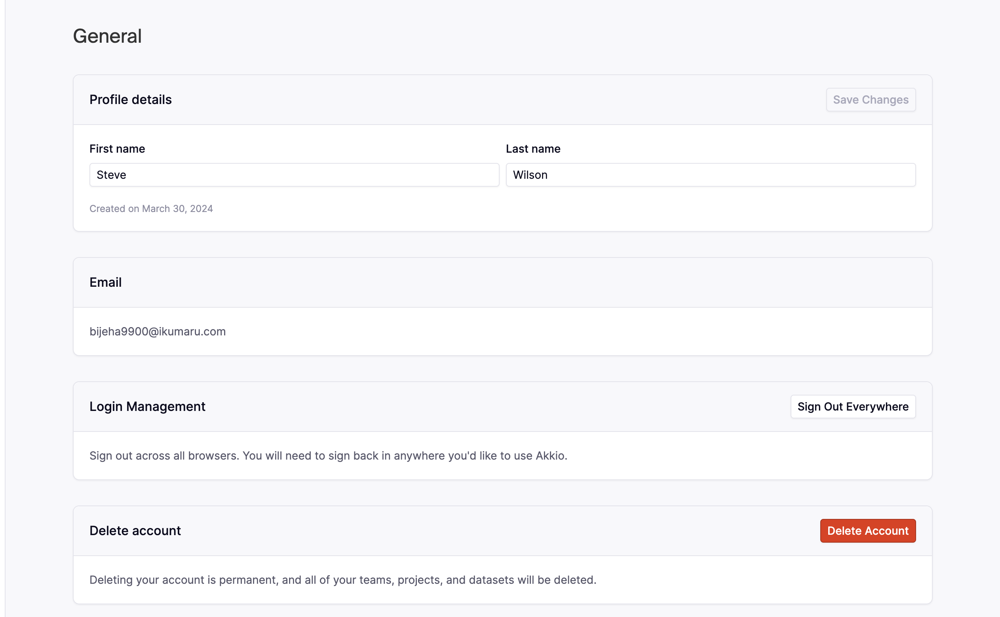 General
Profile details
Save Changes
First name
Last name
Steve
Wilson
Created on March 30, 2024
Email
bijeha9900@ikumaru.com
Login Management
Sign Out Everywhere
Sign out across all browsers. You will need to sign back in anywhere you'd like to use Akkio.
Delete account
Delete Account
Deleting your account is permanent, and all of your teams, projects, and datasets will be deleted.